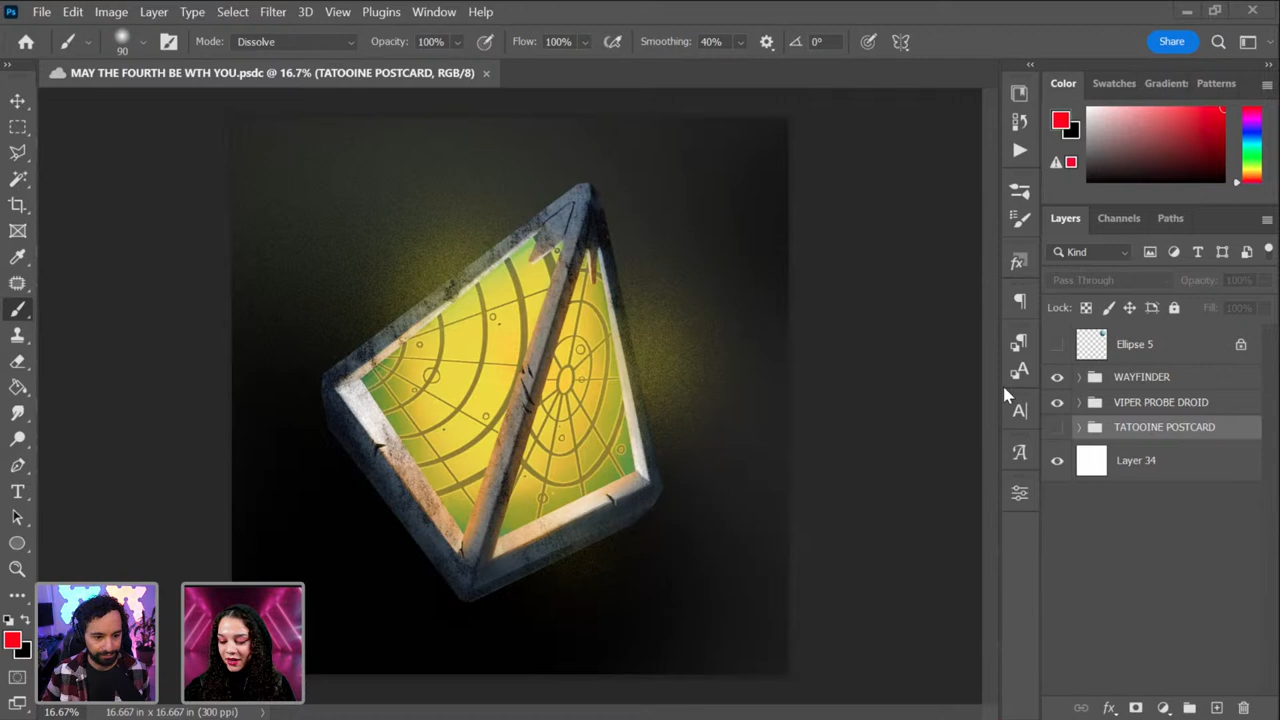 Ps File Edit Image Layer Type Select Filter 3D View Plugins Window Help
90 Mode: Dissolve Opacity: 100% Flow: 100% Smoothing: 40% 0° Share
MAY THE FOURTH BE WTH YOU.psdc @ 16.7% (TATOOINE POSTCARD, RGB/8)
Color Swatches Gradient: Patterns
Layers Channels Paths
Kind
Pass Through Opacity: 100%
Lock: Fill: 100%
Ellipse 5
WAYFINDER
VIPER PROBE DROID
TATOOINE POSTCARD
Layer 34
16.67% 16.667 in x 16.667 in (300 ppi)